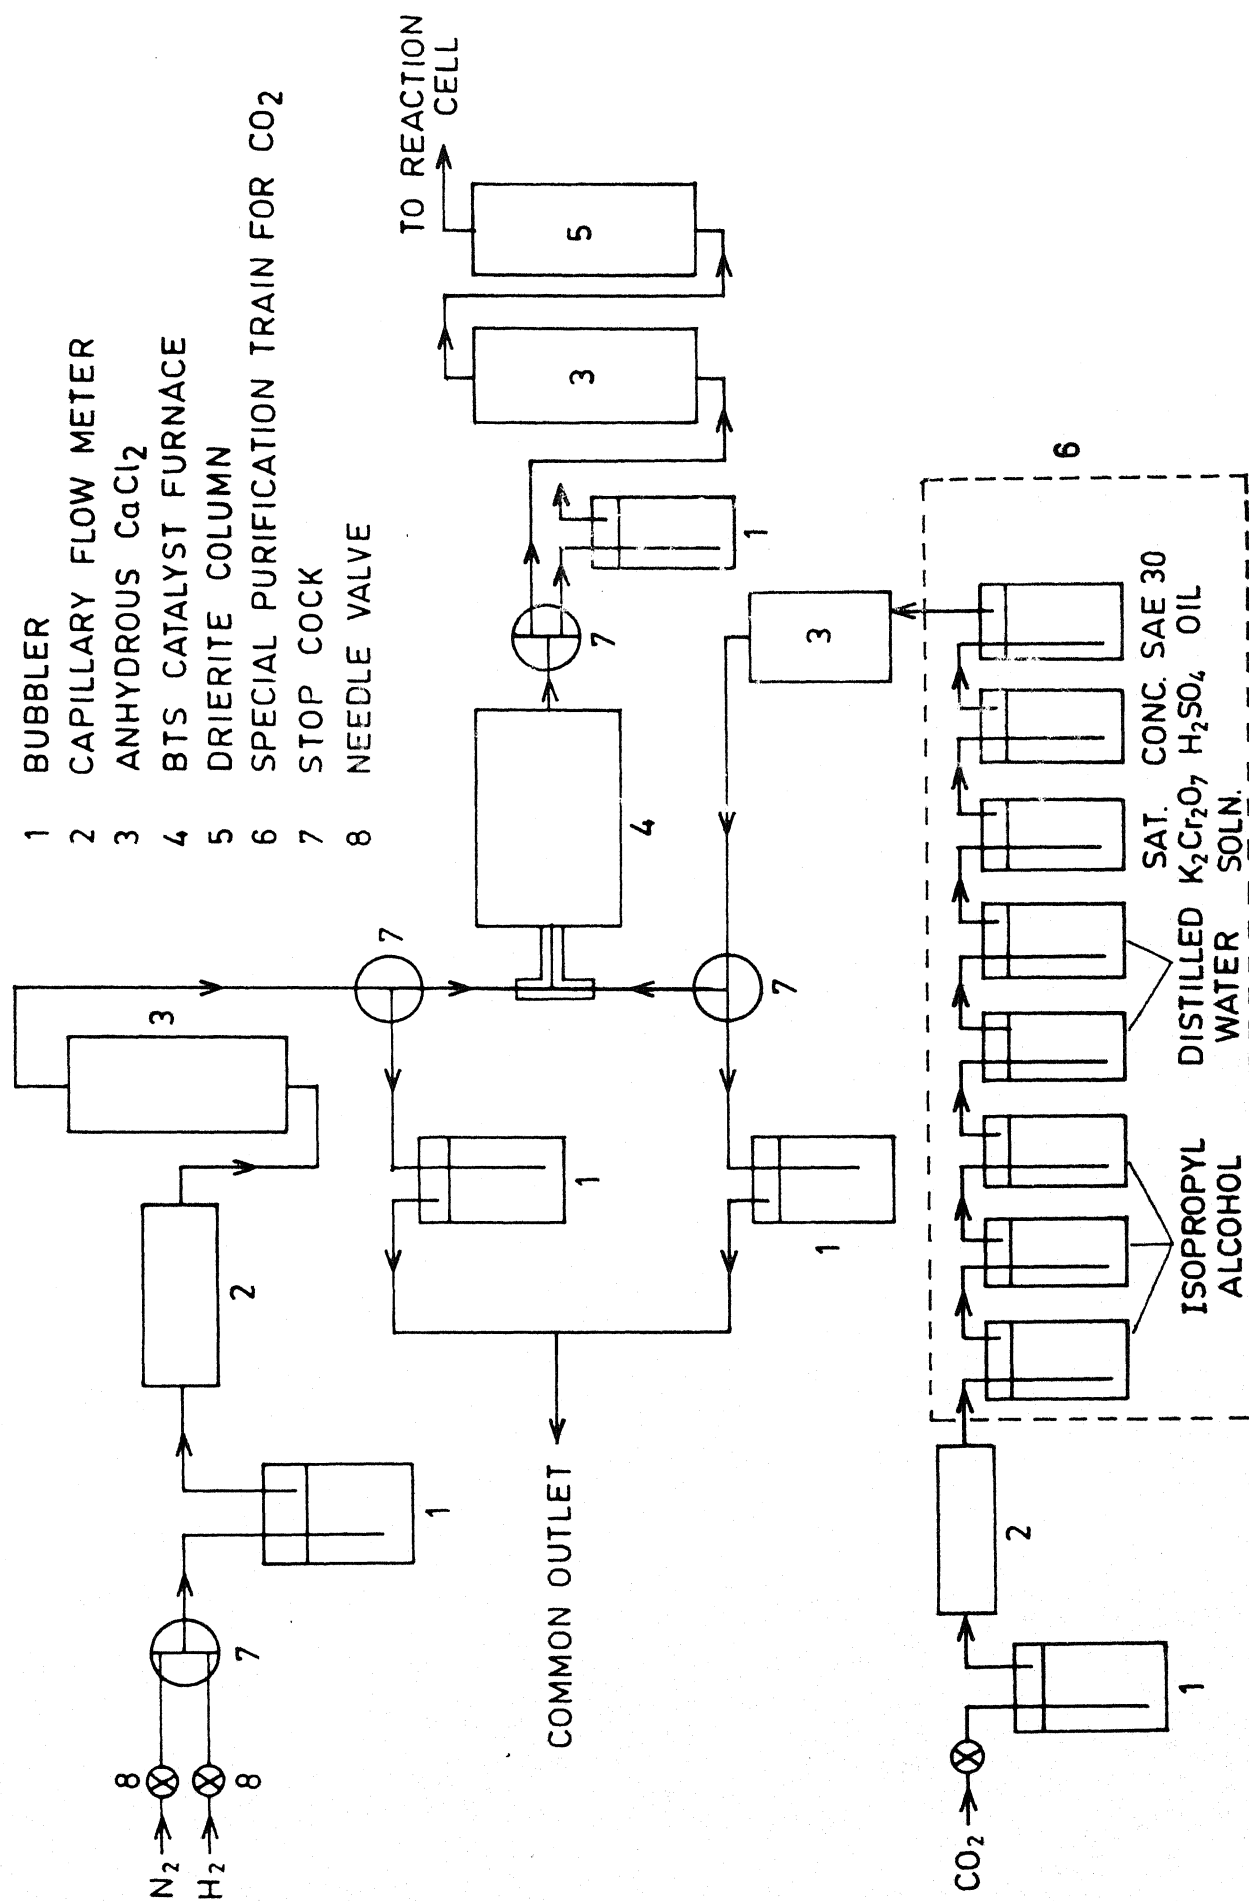 1 BUBBLER
2 CAPILLARY FLOW METER
3 ANHYDROUS CaCl2
4 BTS CATALYST FURNACE
5 DRIERITE COLUMN
6 SPECIAL PURIFICATION TRAIN FOR CO2
7 STOP COCK
8 NEEDLE VALVE
N2
H2
8
8
7
1
2
3
7
4
7
7
1
1
1
3
5
TO REACTION
CELL
COMMON OUTLET
CO2
1
2
3
6
ISOPROPYL
ALCOHOL
DISTILLED
WATER
SAT.
K2Cr2O7
SOLN.
CONC.
H2SO4
SAE 30
OIL